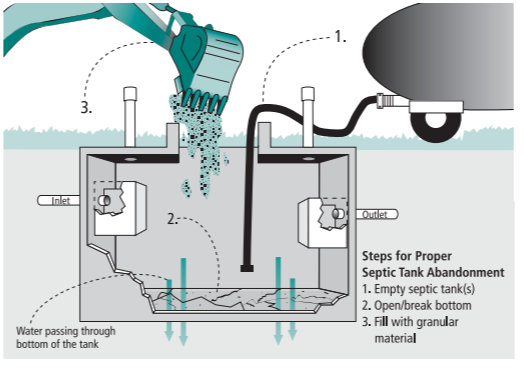 1.
3.
Inlet
2.
Outlet
Steps for Proper
Septic Tank Abandonment
1. Empty septic tank(s)
2. Open/break bottom
3. Fill with granular
material
Water passing through
bottom of the tank